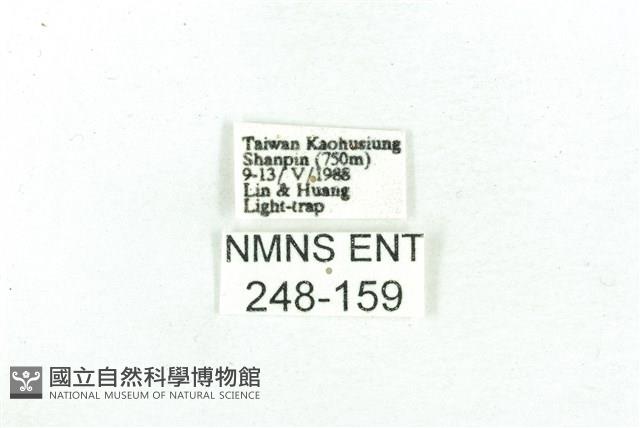 Taiwan Kaohusiung
Shanpin (750m)
9-13/ V/1988
Lin & Huang
Light-trap
NMNS ENT
248-159
國立自然科學博物館
NATIONAL MUSEUM OF NATURAL SCIENCE